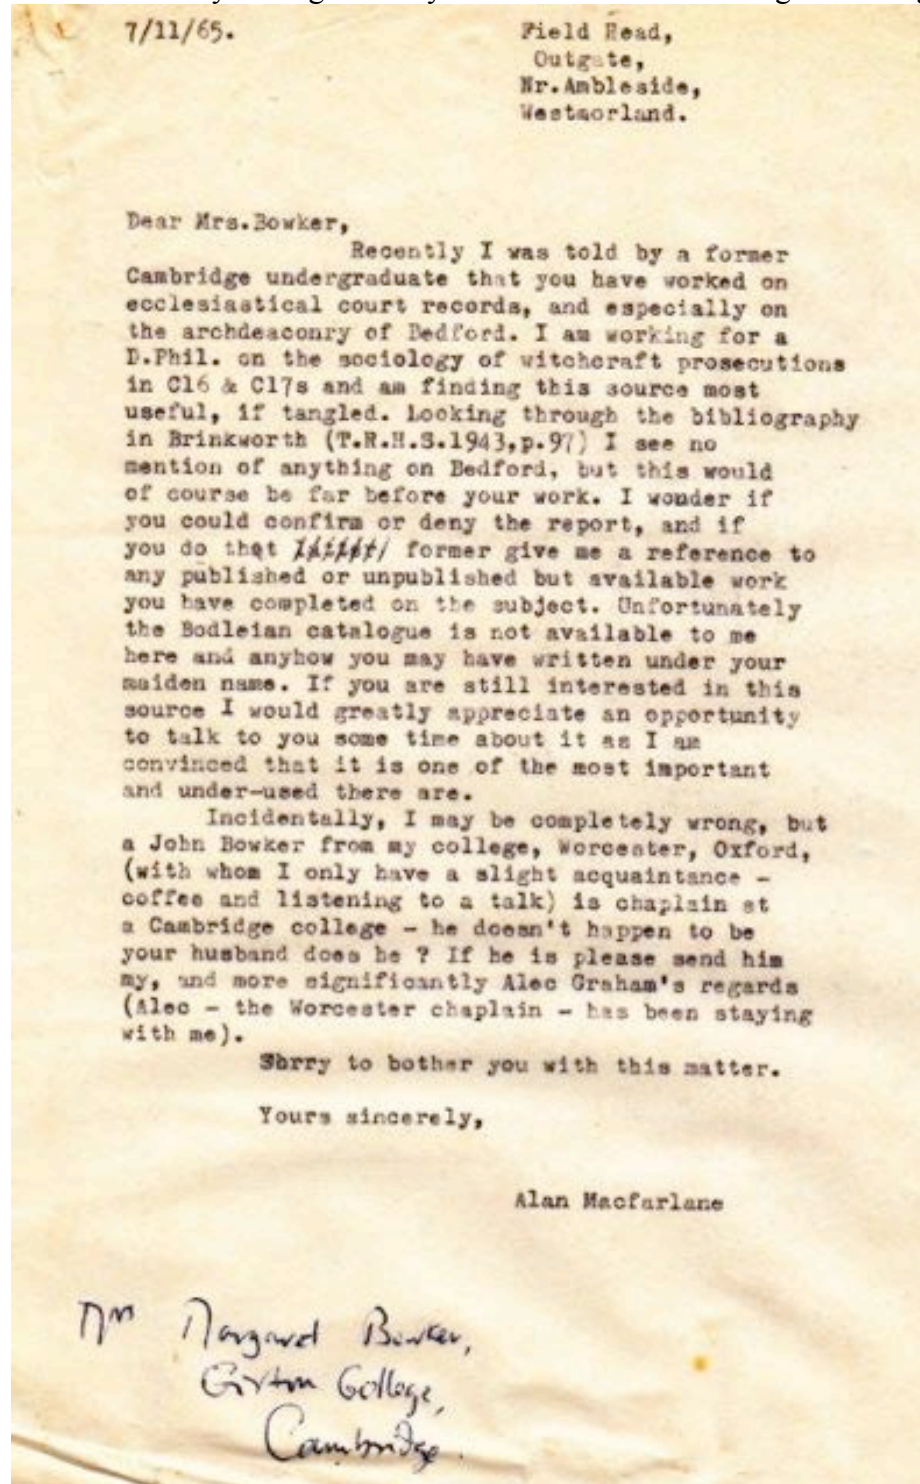 7/11/65.
Field Head,
Outgate,
Nr.Ambleside,
Westmorland.
Dear Mrs.Bowker,
Recently I was told by a former
Cambridge undergraduate that you have worked on
ecclesiastical court records, and especially on
the archdeaconry of Bedford. I am working for a
D.Phil. on the sociology of witchcraft prosecutions
in C16 & C17s and am finding this source most
useful, if tangled. Looking through the bibliography
in Brinkworth (T.R.H.S.1943,p.97) I see no
mention of anything on Bedford, but this would
of course be far before your work. I wonder if
you could confirm or deny the report, and if
you do that former give me a reference to
any published or unpublished but available work
you have completed on the subject. Unfortunately
the Bodleian catalogue is not available to me
here and anyhow you may have written under your
maiden name. If you are still interested in this
source I would greatly appreciate an opportunity
to talk to you some time about it as I am
convinced that it is one of the most important
and under-used there are.
Incidentally, I may be completely wrong, but
a John Bowker from my college, Worcester, Oxford,
(with whom I only have a slight acquaintance -
coffee and listening to a talk) is chaplain at
a Cambridge college - he doesn't happen to be
your husband does he ? If he is please send him
my, and more significantly Alec Graham's regards
(Alec - the Worcester chaplain - has been staying
with me).
Sorry to bother you with this matter.
Yours sincerely,
Alan Macfarlane
Mrs Margaret Bowker,
Girton College,
Cambridge.